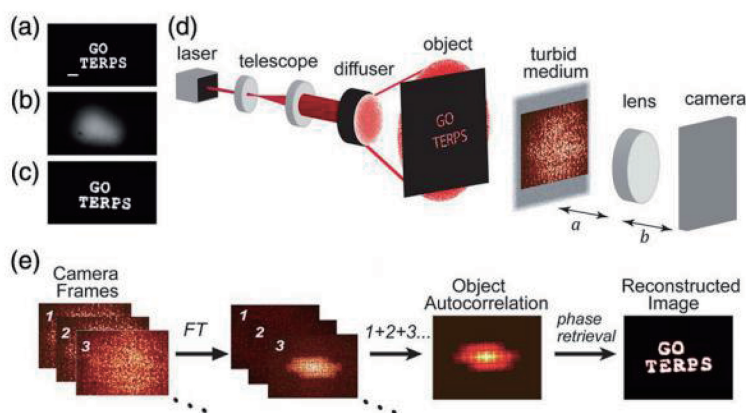 (a)
GO
TERPS
(b)
(c)
GO
TERPS
(d)
laser
telescope
diffuser
object
GO
TERPS
turbid
medium
lens
camera
a
b
(e)
Camera
Frames
1
2
3
FT
1
2
3
1+2+3...
Object
Autocorrelation
phase
retrieval
Reconstructed
Image
GO
TERPS